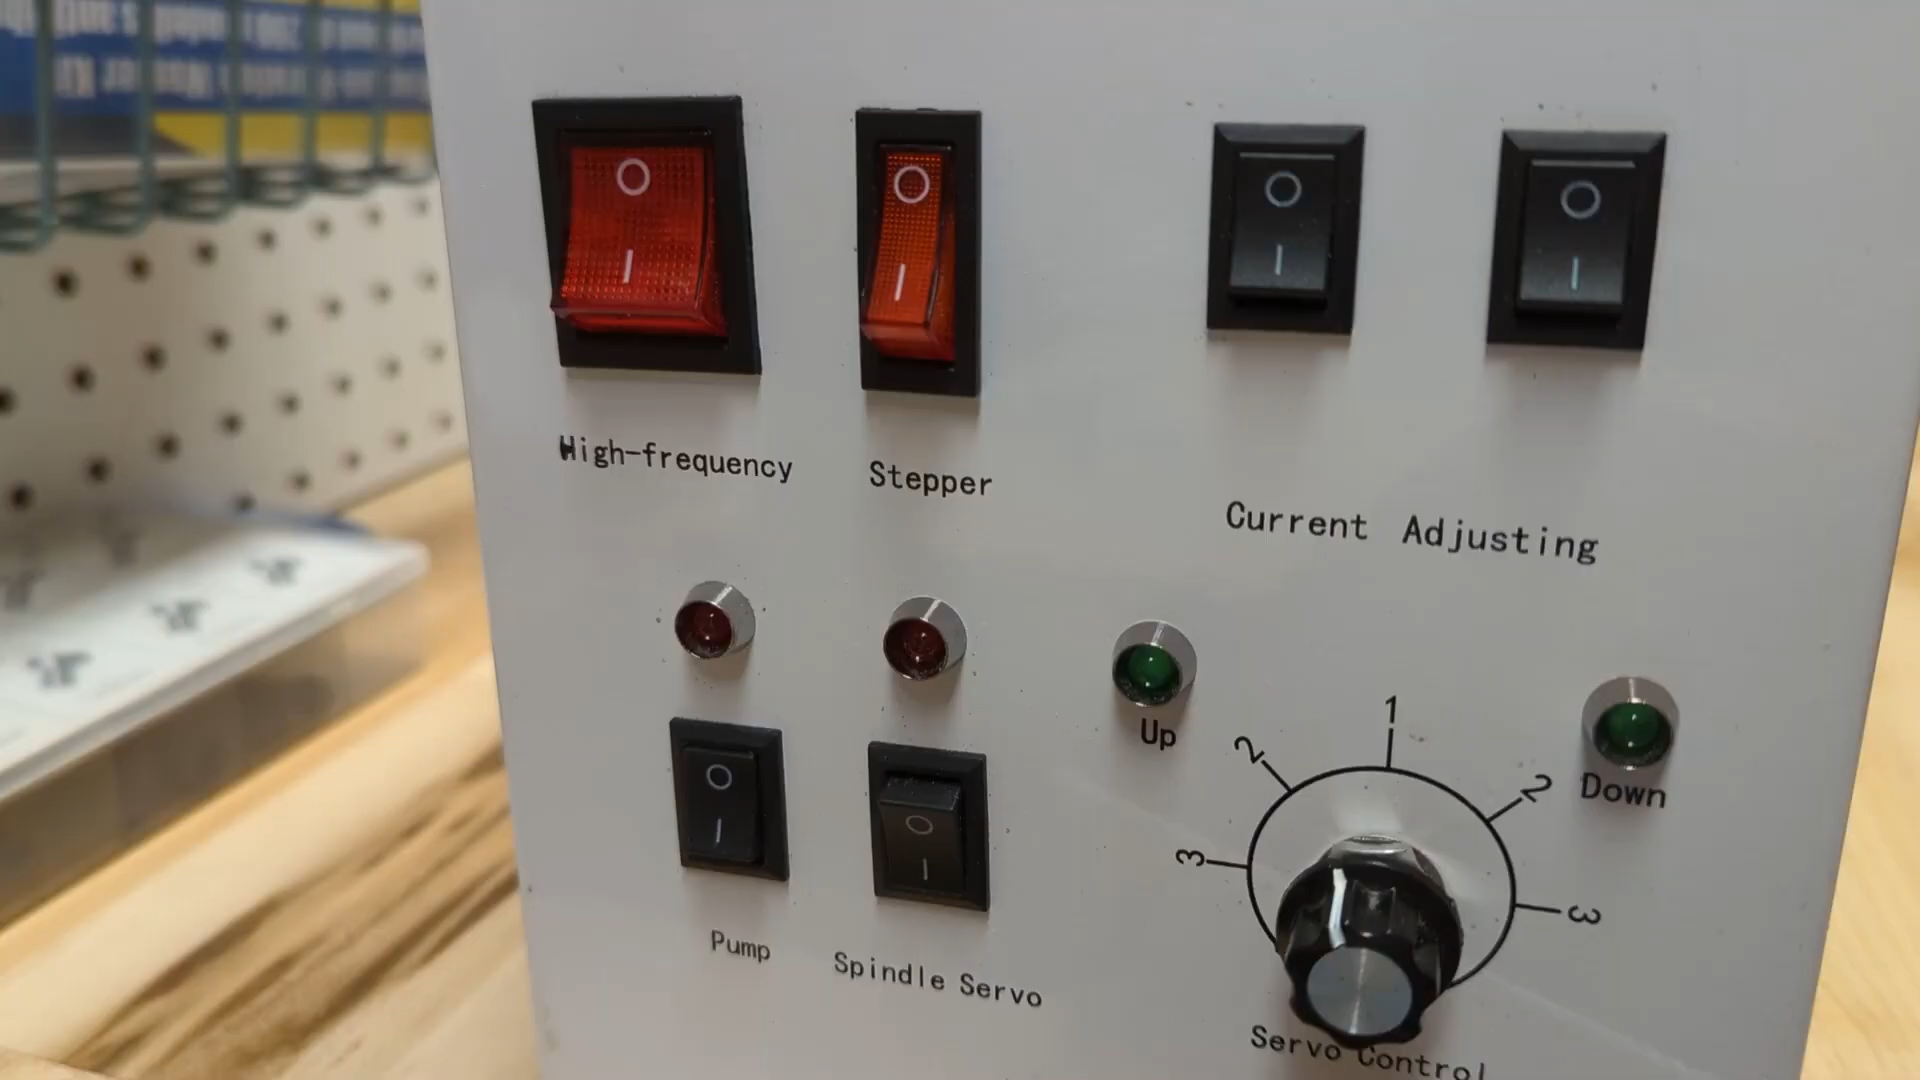 High-frequency
Stepper
Current Adjusting
Up
Down
1
2
2
3
3
Pump
Spindle Servo
Servo Control